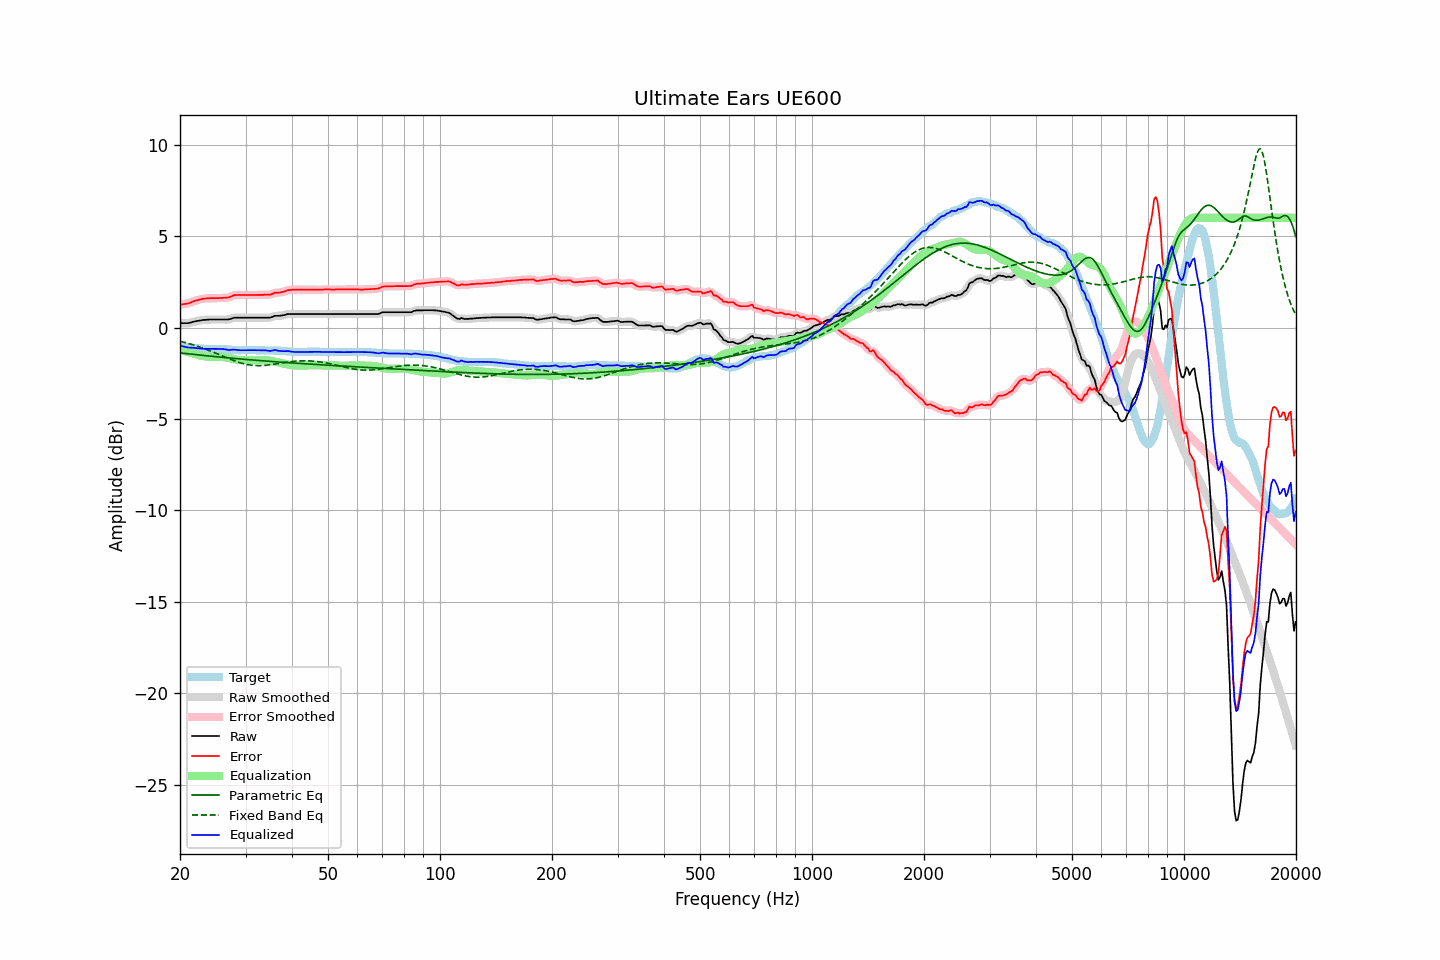 Ultimate Ears UE600
Amplitude (dBr)
10
5
0
−5
−10
−15
−20
−25
Target
Raw Smoothed
Error Smoothed
Raw
Error
Equalization
Parametric Eq
Fixed Band Eq
Equalized
20 50 100 200 500 1000 2000 5000 10000 20000
Frequency (Hz)